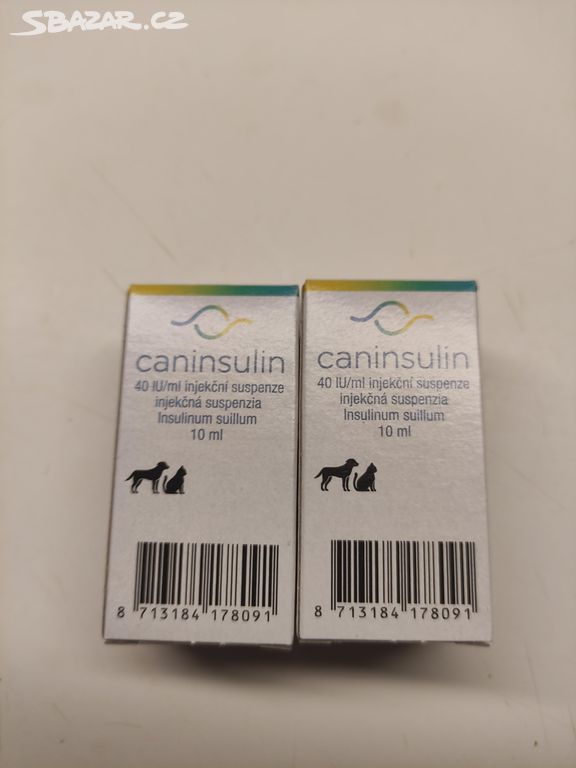 SBAZAR.CZ
caninsulin
40 IU/ml injekční suspenze
injekčná suspenzia
Insulinum suillum
10 ml
8 713184 178091
caninsulin
40 IU/ml injekční suspenze
injekčná suspenzia
Insulinum suillum
10 ml
8 713184 178091